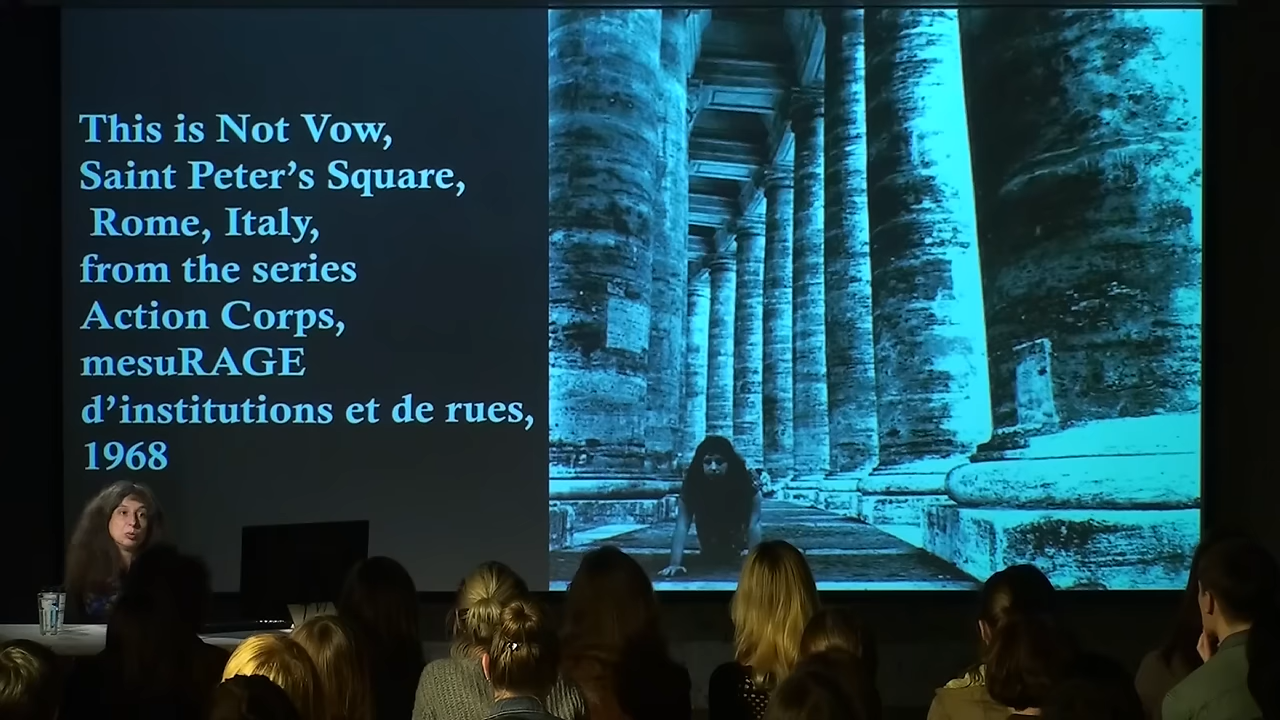 This is Not Vow,
Saint Peter’s Square,
Rome, Italy,
from the series
Action Corps,
mesuRAGE
d’institutions et de rues,
1968